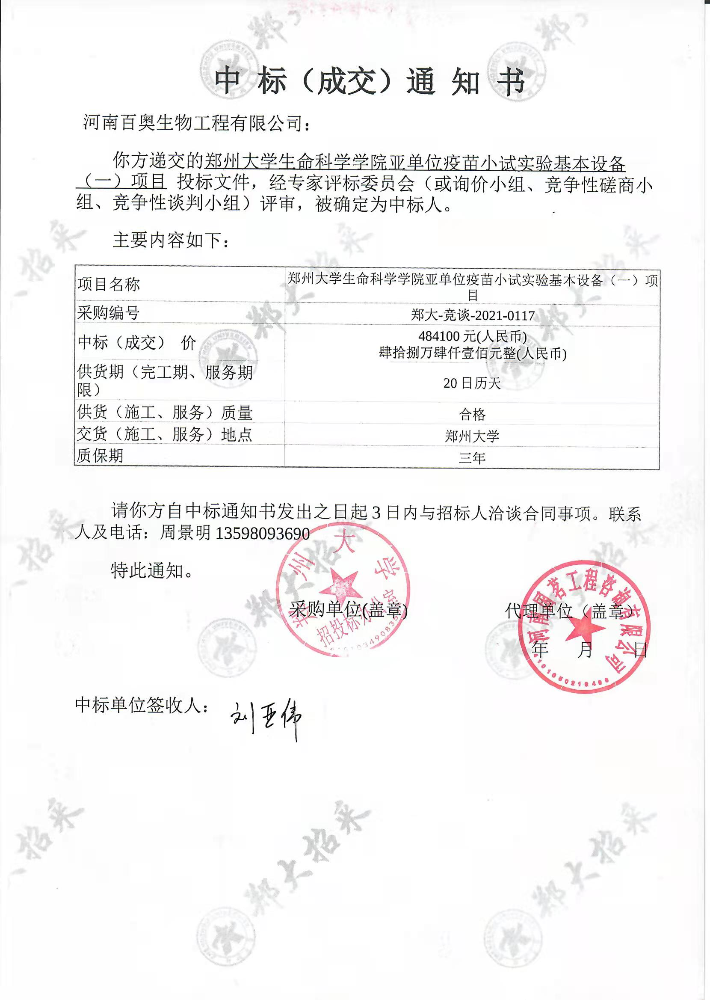 中 标（成交）通 知 书
河南百奥生物工程有限公司：
你方递交的郑州大学生命科学学院亚单位疫苗小试实验基本设备
（一）项目 投标文件，经专家评标委员会（或询价小组、竞争性磋商小
组、竞争性谈判小组）评审，被确定为中标人。
主要内容如下：
项目名称
郑州大学生命科学学院亚单位疫苗小试实验基本设备（一）项
目
采购编号
郑大-竞谈-2021-0117
中标（成交） 价
484100 元(人民币)
肆拾捌万肆仟壹佰元整(人民币)
供货期（完工期、服务期
限）
20 日历天
供货（施工、服务）质量
合格
交货（施工、服务）地点
郑州大学
质保期
三年
请你方自中标通知书发出之日起 3 日内与招标人洽谈合同事项。联系
人及电话：周景明 13598093690
特此通知。
郑州大学
招投标办公室
采购单位(盖章)
代理单位（盖章）
工程咨询有限公司
年 月 日
中标单位签收人：
刘亚伟
郑大招采